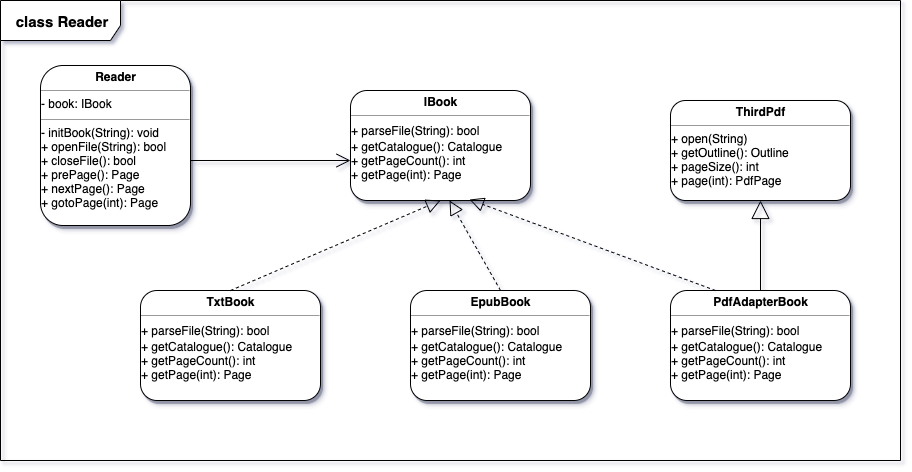 class Reader
Reader
- book: IBook
- initBook(String): void
+ openFile(String): bool
+ closeFile(): bool
+ prePage(): Page
+ nextPage(): Page
+ gotoPage(int): Page
IBook
+ parseFile(String): bool
+ getCatalogue(): Catalogue
+ getPageCount(): int
+ getPage(int): Page
ThirdPdf
+ open(String)
+ getOutline(): Outline
+ pageSize(): int
+ page(int): PdfPage
TxtBook
+ parseFile(String): bool
+ getCatalogue(): Catalogue
+ getPageCount(): int
+ getPage(int): Page
EpubBook
+ parseFile(String): bool
+ getCatalogue(): Catalogue
+ getPageCount(): int
+ getPage(int): Page
PdfAdapterBook
+ parseFile(String): bool
+ getCatalogue(): Catalogue
+ getPageCount(): int
+ getPage(int): Page